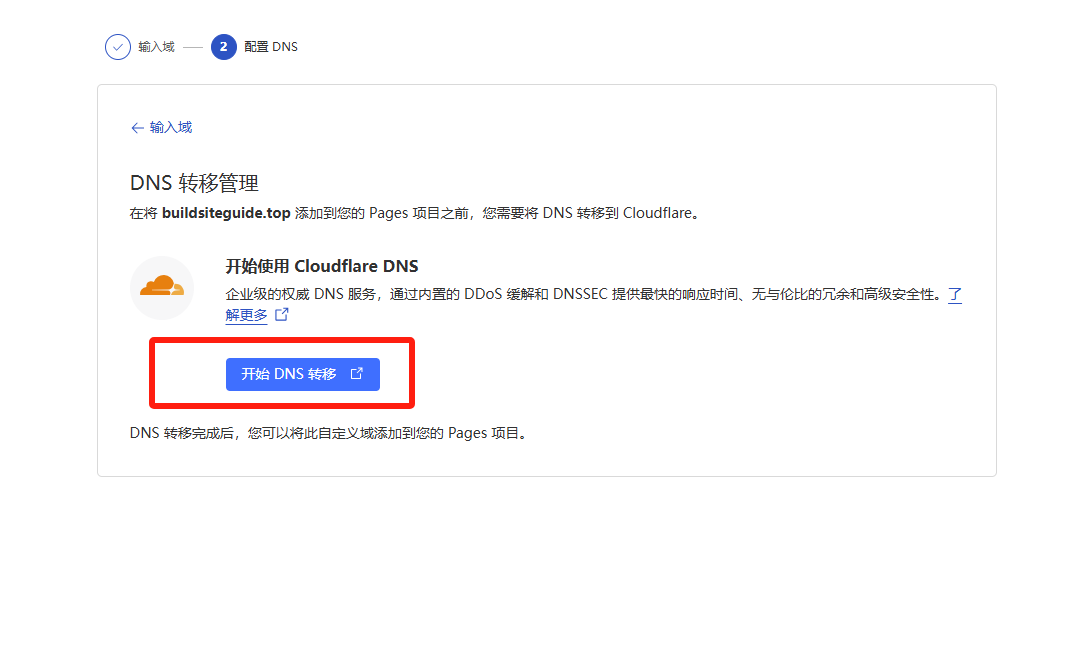 输入域 2 配置 DNS
← 输入域
DNS 转移管理
在将 buildsiteguide.top 添加到您的 Pages 项目之前，您需要将 DNS 转移到 Cloudflare。
开始使用 Cloudflare DNS
企业级的权威 DNS 服务，通过内置的 DDoS 缓解和 DNSSEC 提供最快的响应时间、无与伦比的冗余和高级安全性。了
解更多
开始 DNS 转移
DNS 转移完成后，您可以将此自定义域添加到您的 Pages 项目。